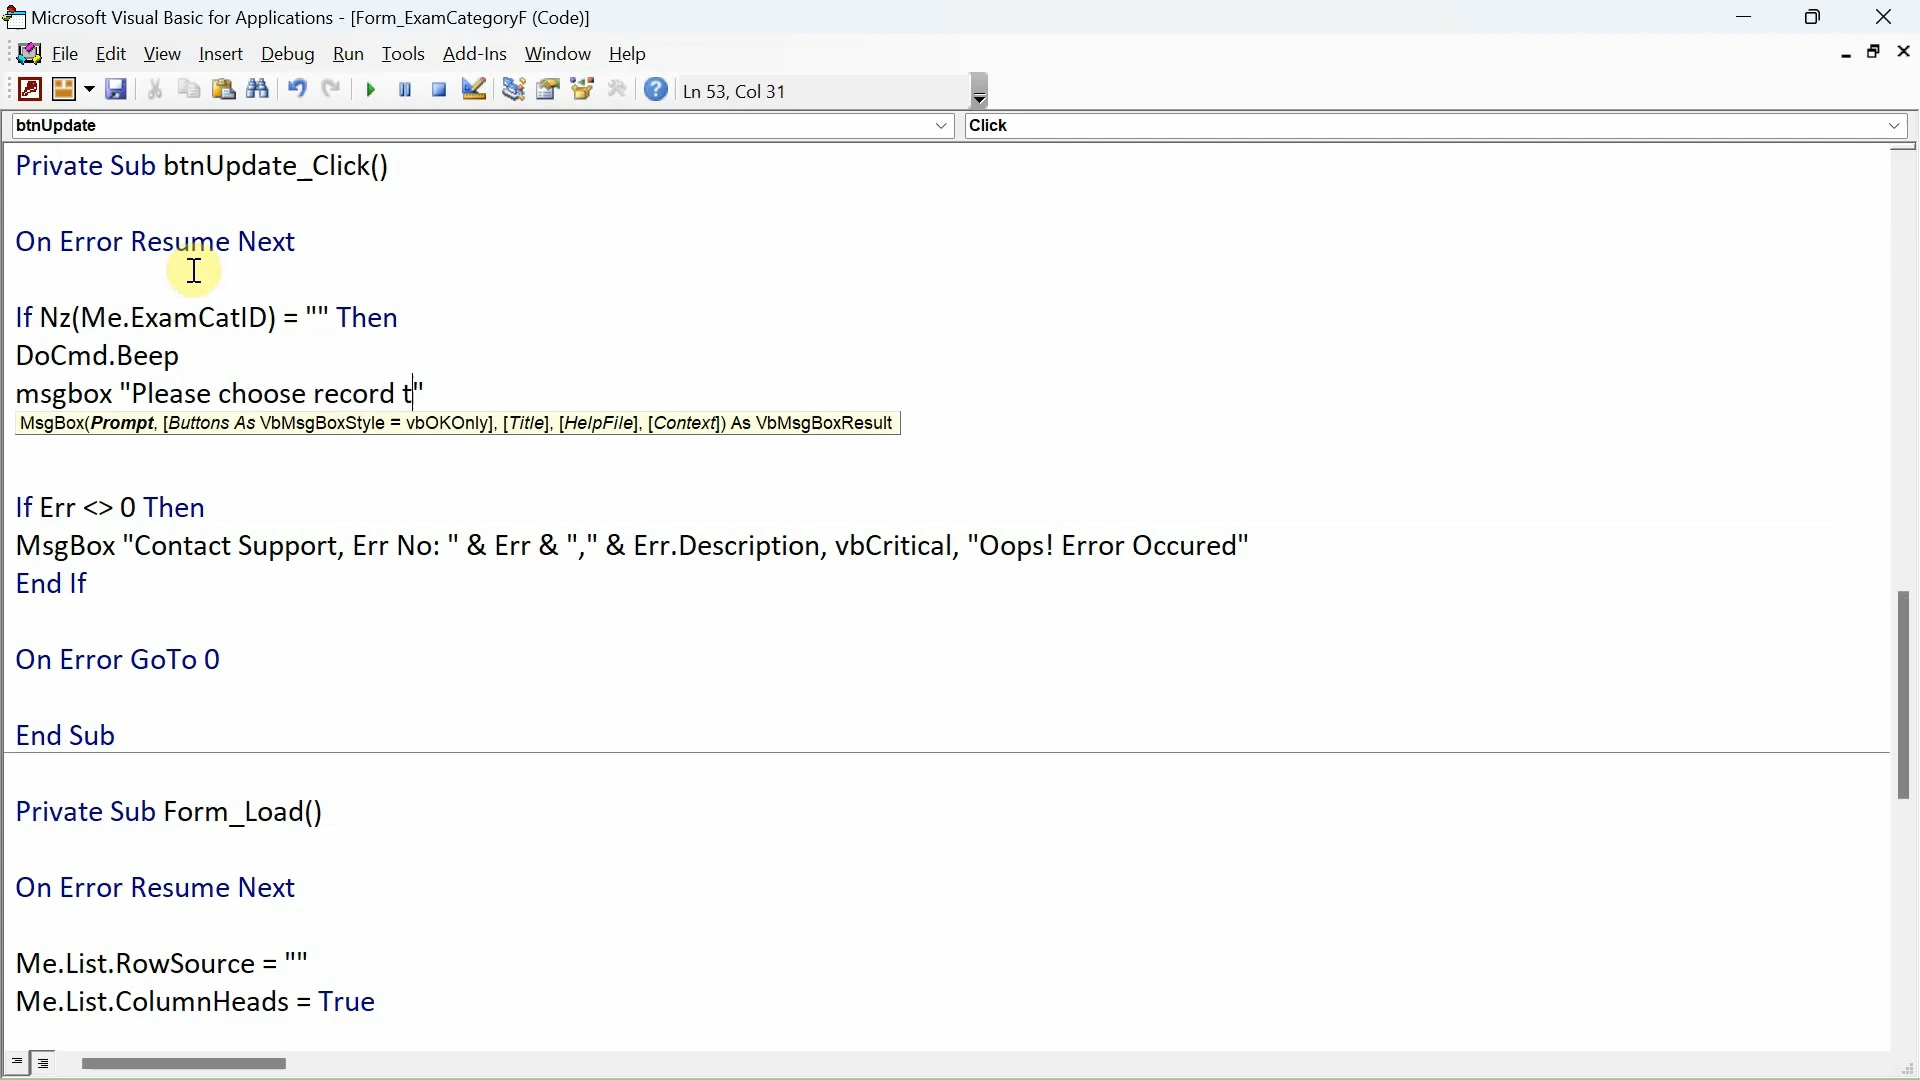 Microsoft Visual Basic for Applications - [Form_ExamCategoryF (Code)]
File Edit View Insert Debug Run Tools Add-Ins Window Help
Ln 53, Col 31
btnUpdate Click
Private Sub btnUpdate_Click()
On Error Resume Next
If Nz(Me.ExamCatID) = "" Then
DoCmd.Beep
msgbox "Please choose record t"
MsgBox(Prompt, [Buttons As VbMsgBoxStyle = vbOKOnly], [Title], [HelpFile], [Context]) As VbMsgBoxResult
If Err <> 0 Then
MsgBox "Contact Support, Err No: " & Err & "," & Err.Description, vbCritical, "Oops! Error Occured"
End If
On Error GoTo 0
End Sub
Private Sub Form_Load()
On Error Resume Next
Me.List.RowSource = ""
Me.List.ColumnHeads = True